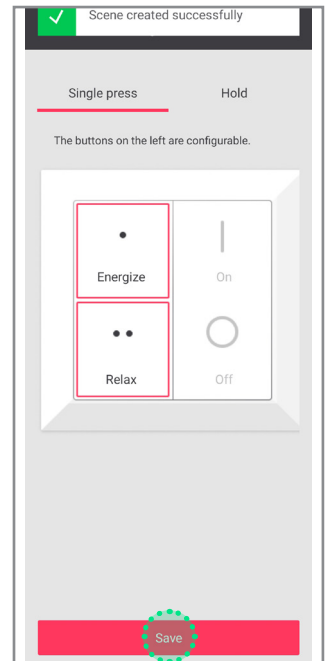 Scene created successfully
Single press Hold
The buttons on the left are configurable.
Energize On
Relax Off
Save